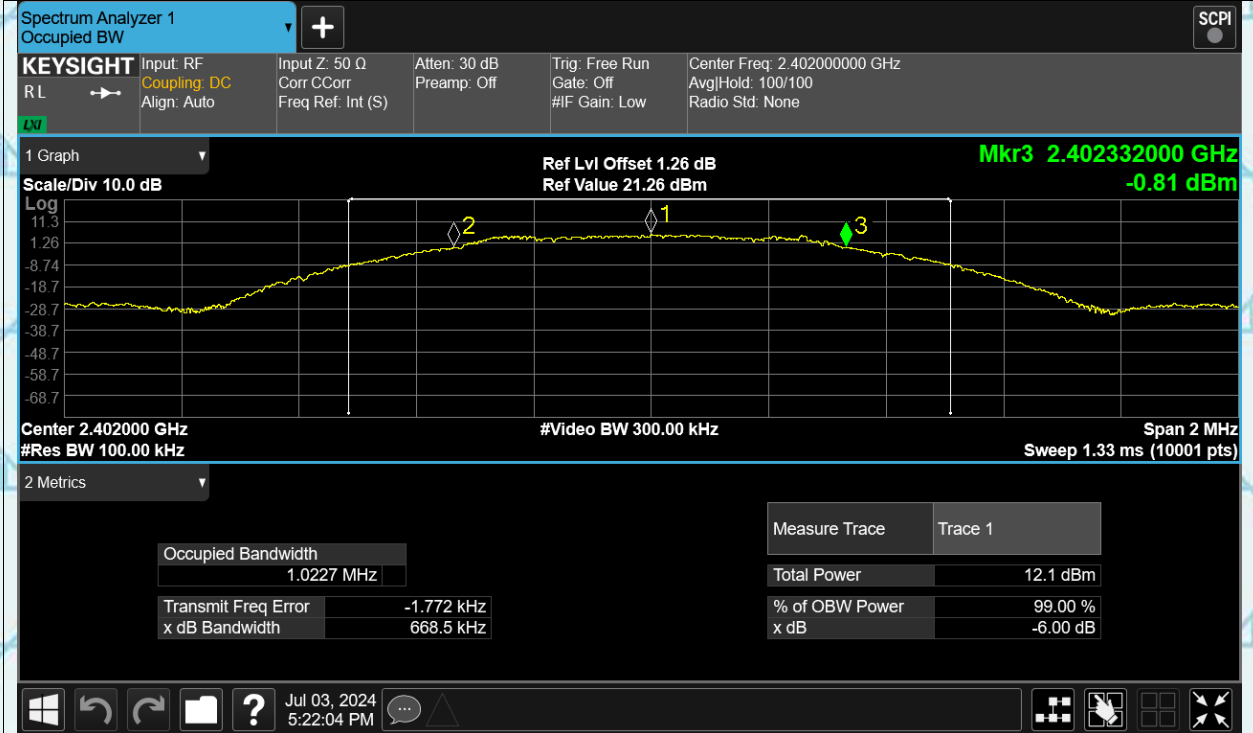 Spectrum Analyzer 1
Occupied BW
SCPI
KEYSIGHT
R L
LXI
Input: RF
Coupling: DC
Align: Auto
Input Z: 50 Ω
Corr CCorr
Freq Ref: Int (S)
Atten: 30 dB
Preamp: Off
Trig: Free Run
Gate: Off
#IF Gain: Low
Center Freq: 2.402000000 GHz
Avg|Hold: 100/100
Radio Std: None
1 Graph
Scale/Div 10.0 dB
Ref Lvl Offset 1.26 dB
Ref Value 21.26 dBm
Mkr3 2.402332000 GHz
-0.81 dBm
Log
11.3
1.26
-8.74
-18.7
-28.7
-38.7
-48.7
-58.7
-68.7
2
1
3
Center 2.402000 GHz
#Video BW 300.00 kHz
Span 2 MHz
#Res BW 100.00 kHz
Sweep 1.33 ms (10001 pts)
2 Metrics
Measure Trace Trace 1
Occupied Bandwidth
1.0227 MHz
Total Power 12.1 dBm
Transmit Freq Error -1.772 kHz
% of OBW Power 99.00 %
x dB Bandwidth 668.5 kHz
x dB -6.00 dB
?
Jul 03, 2024
5:22:04 PM